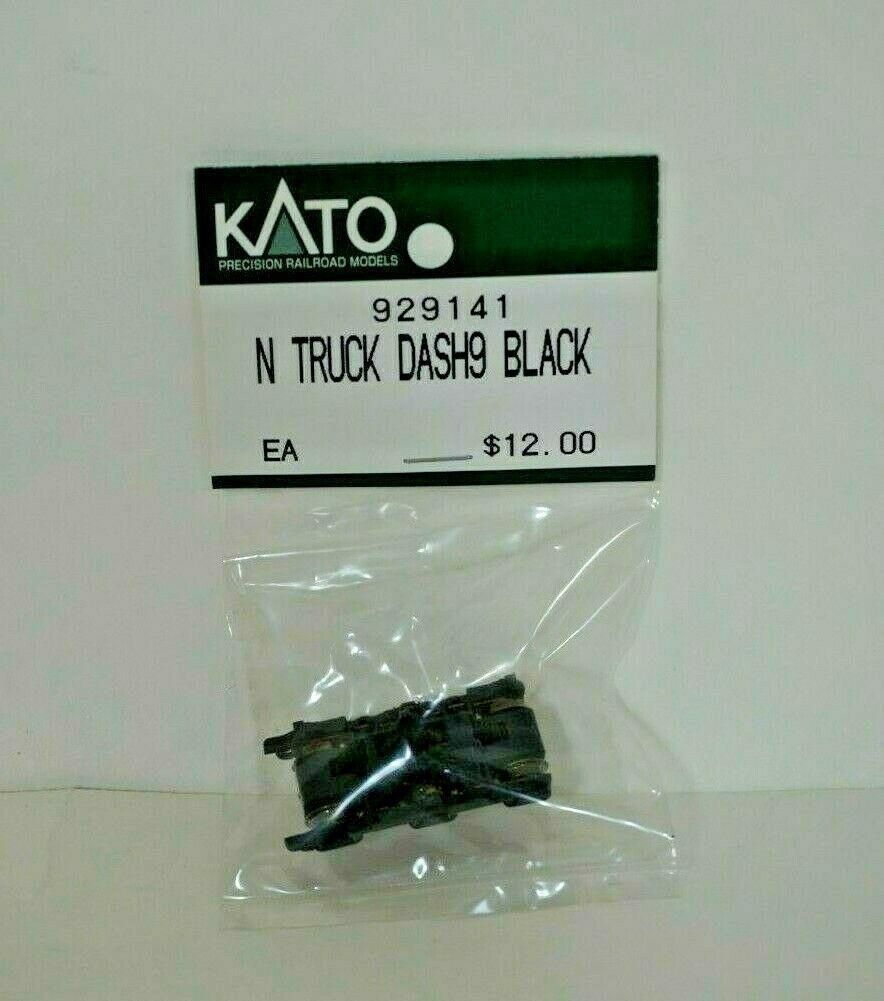 KATO
PRECISION RAILROAD MODELS
929141
N TRUCK DASH9 BLACK
EA $12.00